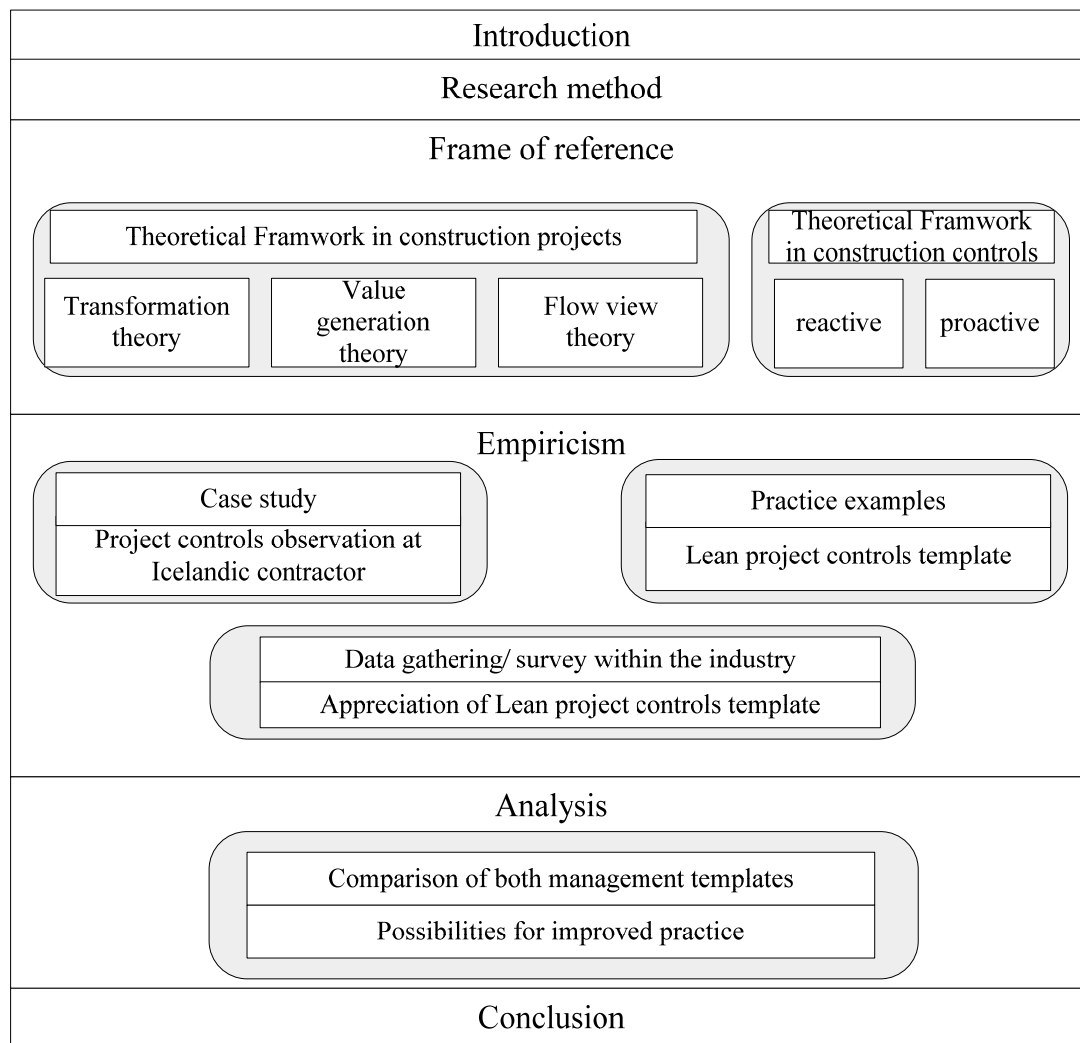 Introduction
Research method
Frame of reference
Theoretical Framwork in construction projects
Transformation
theory
Value
generation
theory
Flow view
theory
Theoretical Framwork
in construction controls
reactive
proactive
Empiricism
Case study
Project controls observation at
Icelandic contractor
Practice examples
Lean project controls template
Data gathering/ survey within the industry
Appreciation of Lean project controls template
Analysis
Comparison of both management templates
Possibilities for improved practice
Conclusion